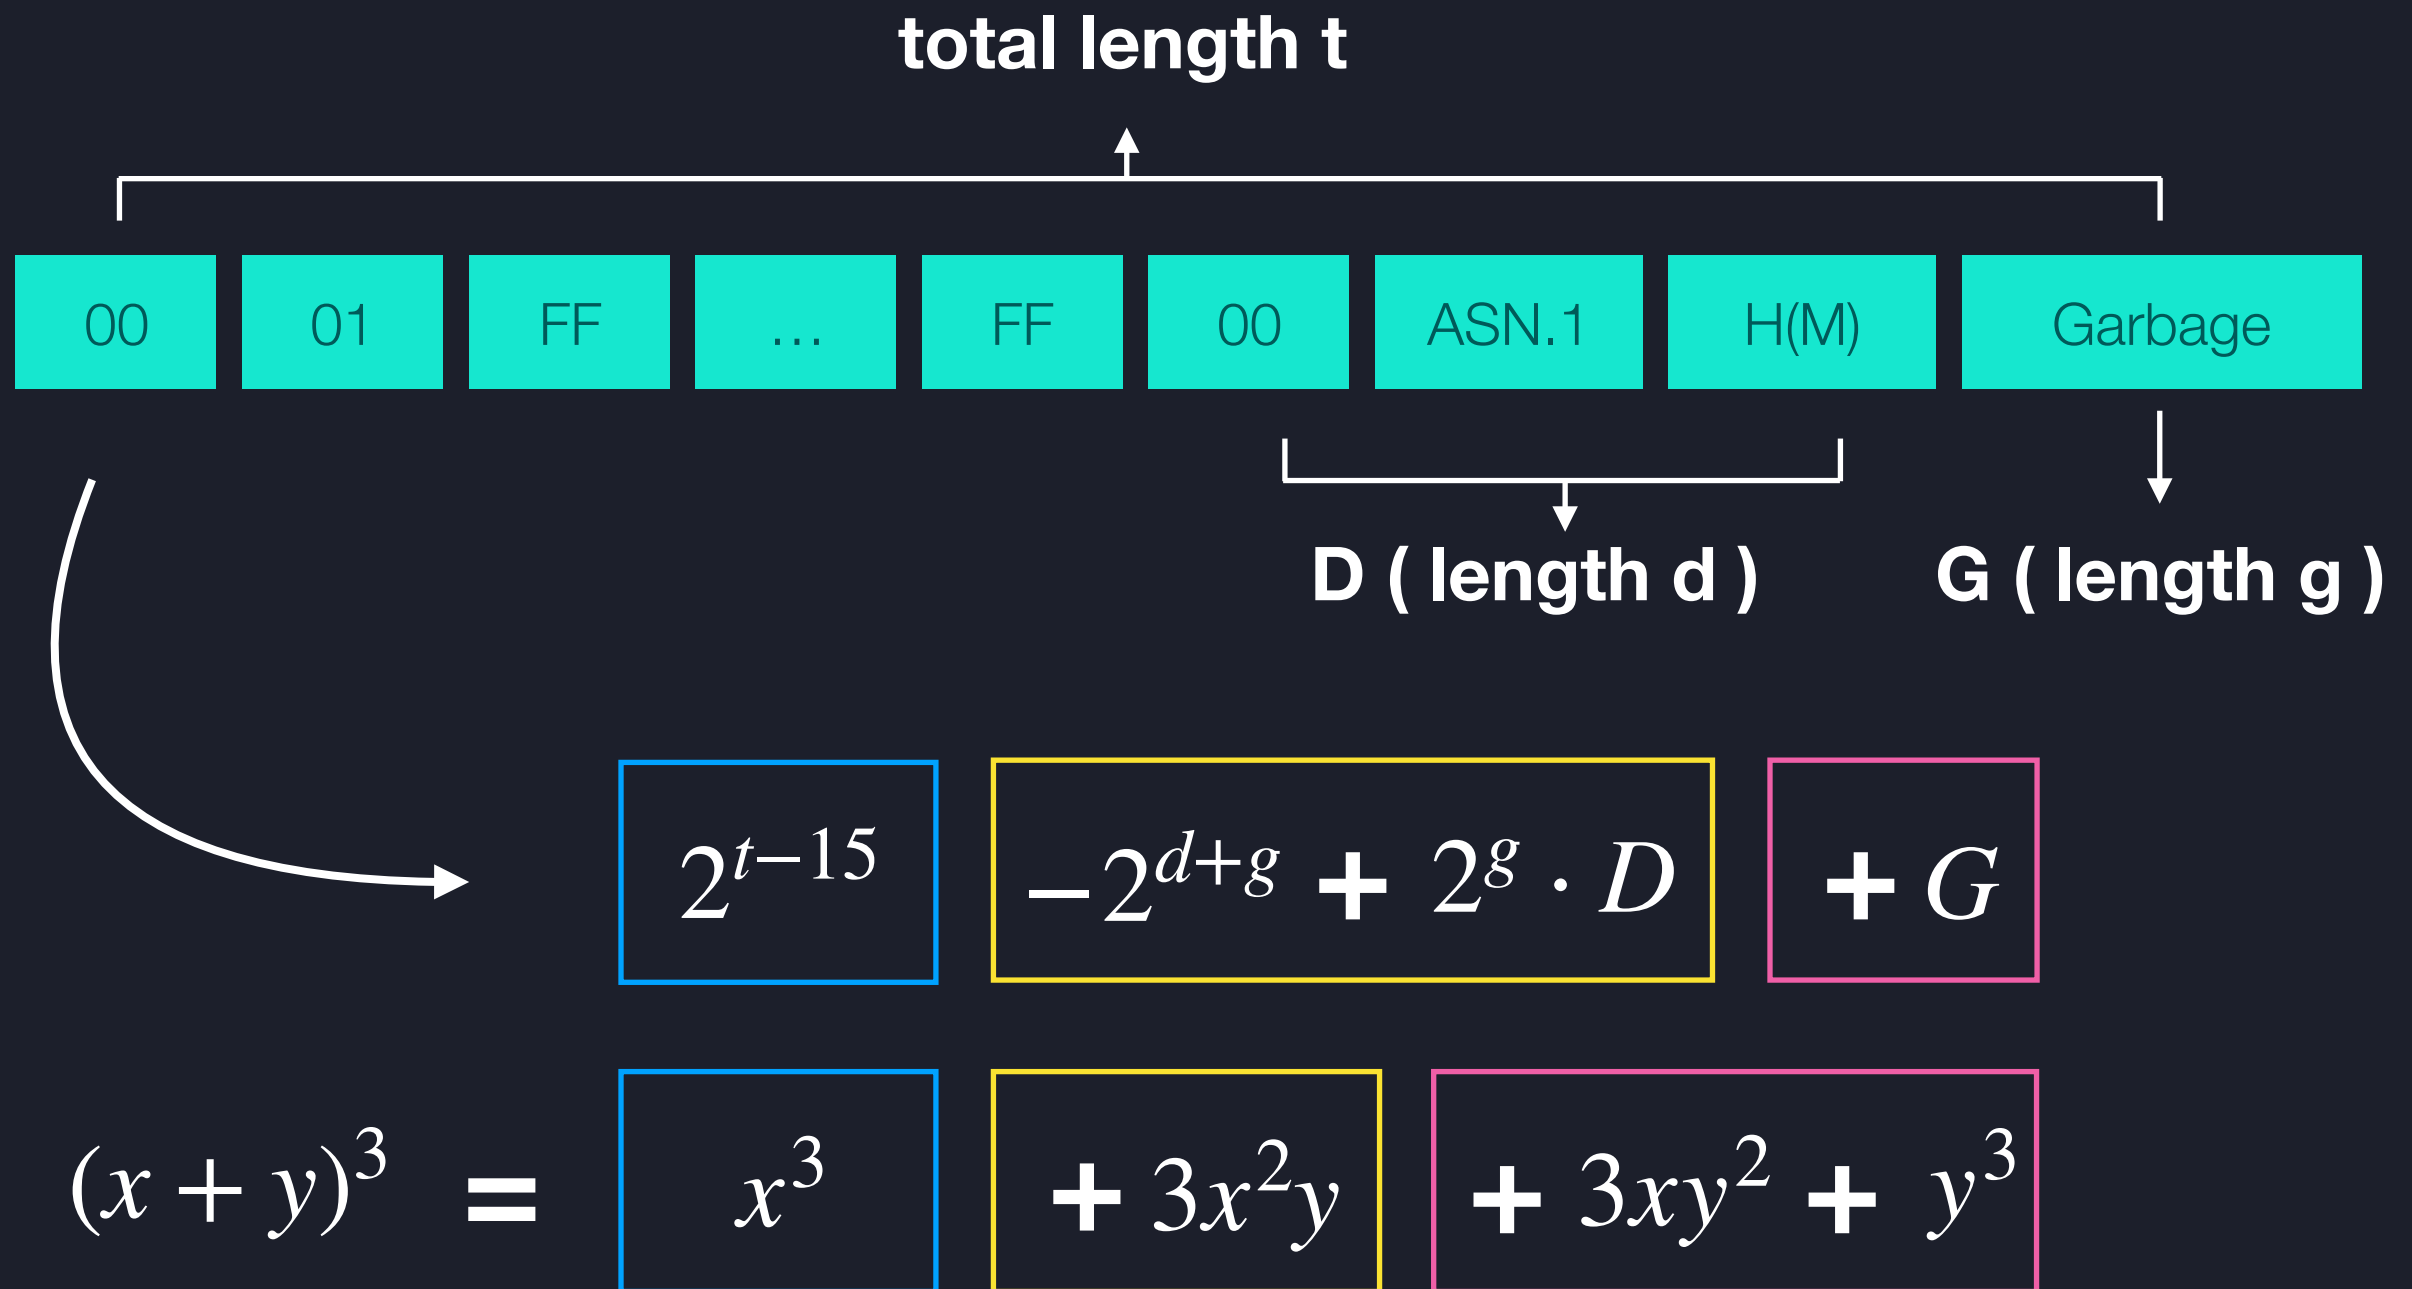 total length t
00 01 FF ... FF 00 ASN.1 H(M) Garbage
D ( length d ) G ( length g )
2^{t−15} −2^{d+g} + 2^g · D + G
(x + y)^3 = x^3 + 3x^2y + 3xy^2 + y^3